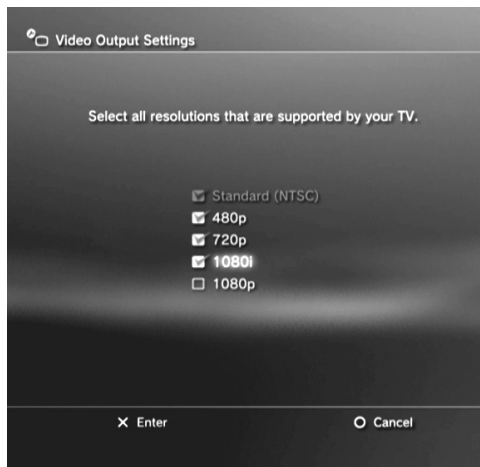 Video Output Settings
Select all resolutions that are supported by your TV.
Standard (NTSC)
480p
720p
1080i
1080p
X Enter
O Cancel